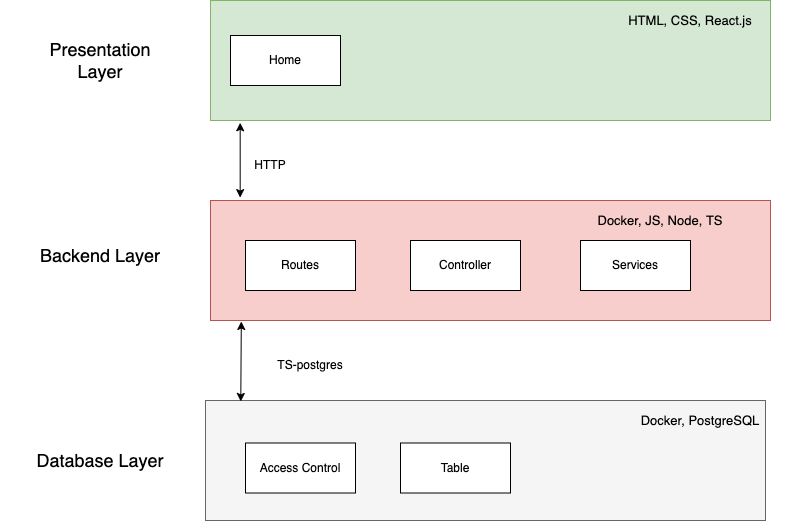 Presentation
Layer
HTML, CSS, React.js
Home
HTTP
Backend Layer
Docker, JS, Node, TS
Routes
Controller
Services
TS-postgres
Database Layer
Docker, PostgreSQL
Access Control
Table